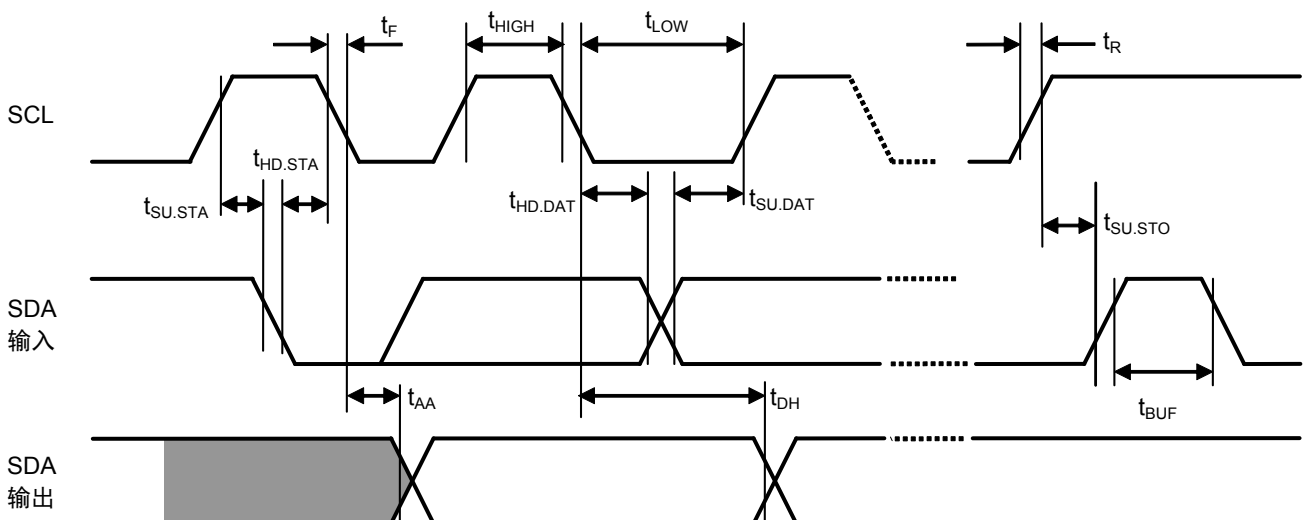 t_F
t_HIGH
t_LOW
t_R
SCL
t_HD.STA
t_SU.STA
t_HD.DAT
t_SU.DAT
t_SU.STO
SDA
输入
t_AA
t_DH
t_BUF
SDA
输出